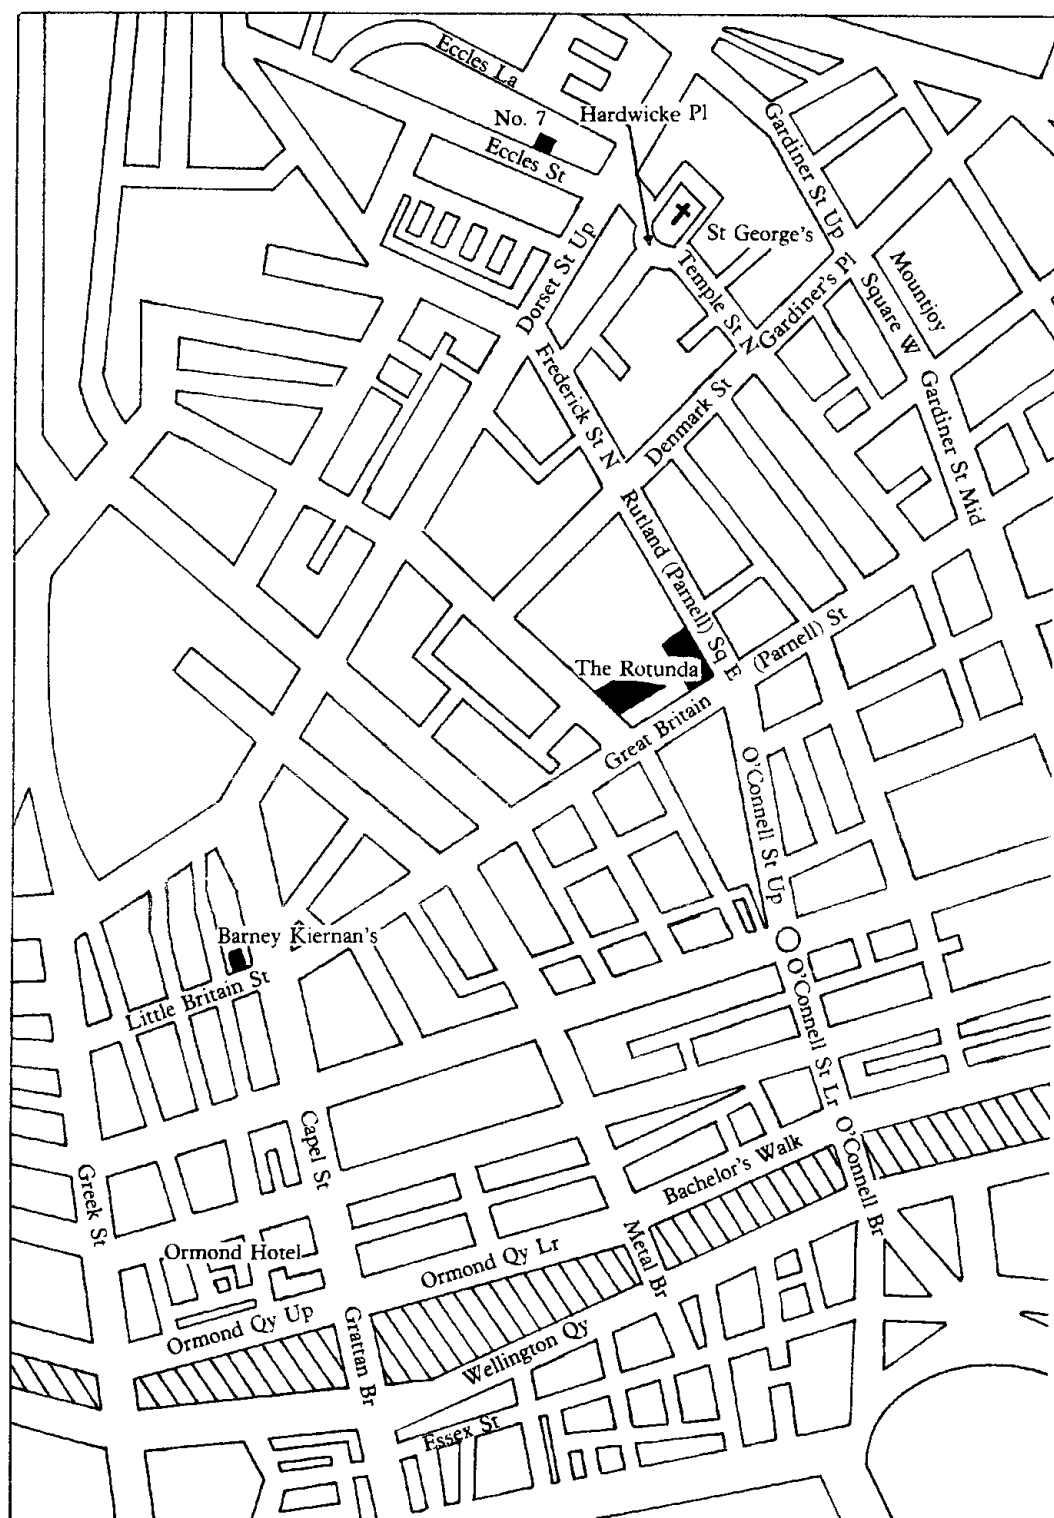 Eccles La
No. 7
Hardwicke Pl
Eccles St
Gardiner St Up
St George's
Dorset St Up
Temple St N
Gardiner's Pl
Mountjoy
Square W
Frederick St N
Denmark St
Gardiner St Mid
Rutland (Parnell) Sq E
(Parnell) St
The Rotunda
Great Britain
O'Connell St Up
Barney Kiernan's
Little Britain St
O'Connell St Lr
Capel St
O'Connell Br
Bachelor's Walk
Greek St
Metal Br
Ormond Hotel
Ormond Qy Lr
Ormond Qy Up
Grattan Br
Wellington Qy
Essex St